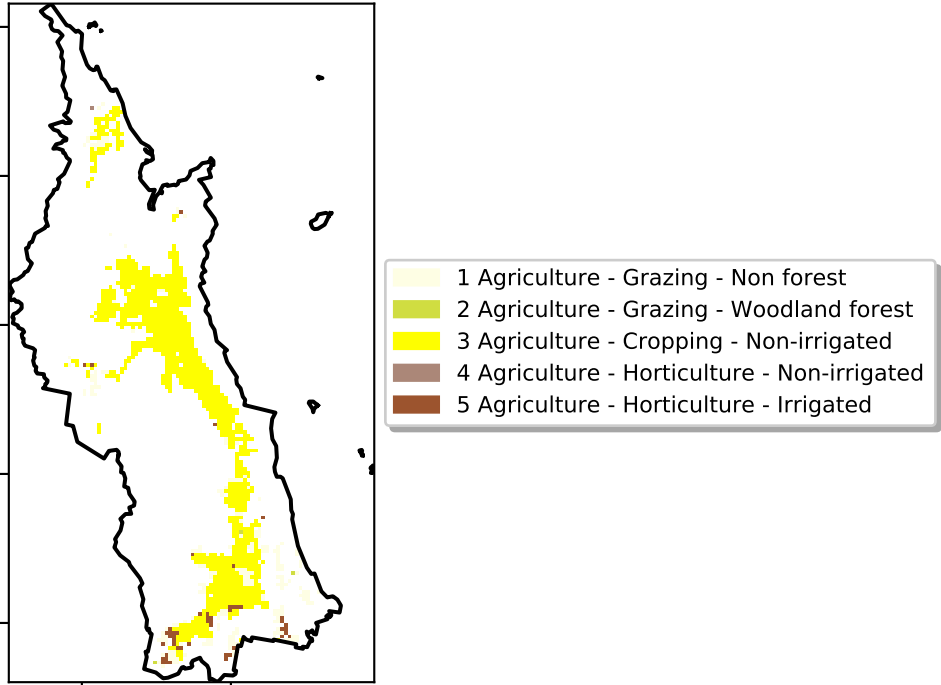 1 Agriculture - Grazing - Non forest
2 Agriculture - Grazing - Woodland forest
3 Agriculture - Cropping - Non-irrigated
4 Agriculture - Horticulture - Non-irrigated
5 Agriculture - Horticulture - Irrigated